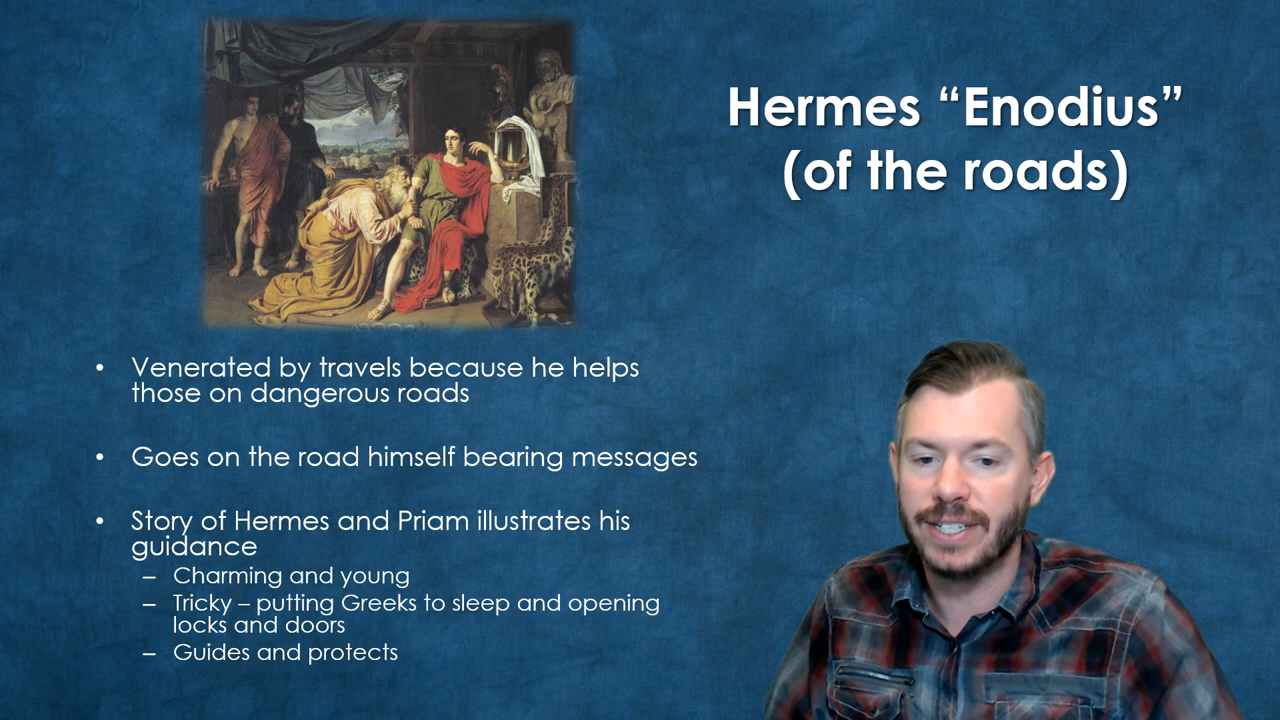 Hermes “Enodius”
(of the roads)
• Venerated by travels because he helps
those on dangerous roads
• Goes on the road himself bearing messages
• Story of Hermes and Priam illustrates his
guidance
– Charming and young
– Tricky – putting Greeks to sleep and opening
locks and doors
– Guides and protects